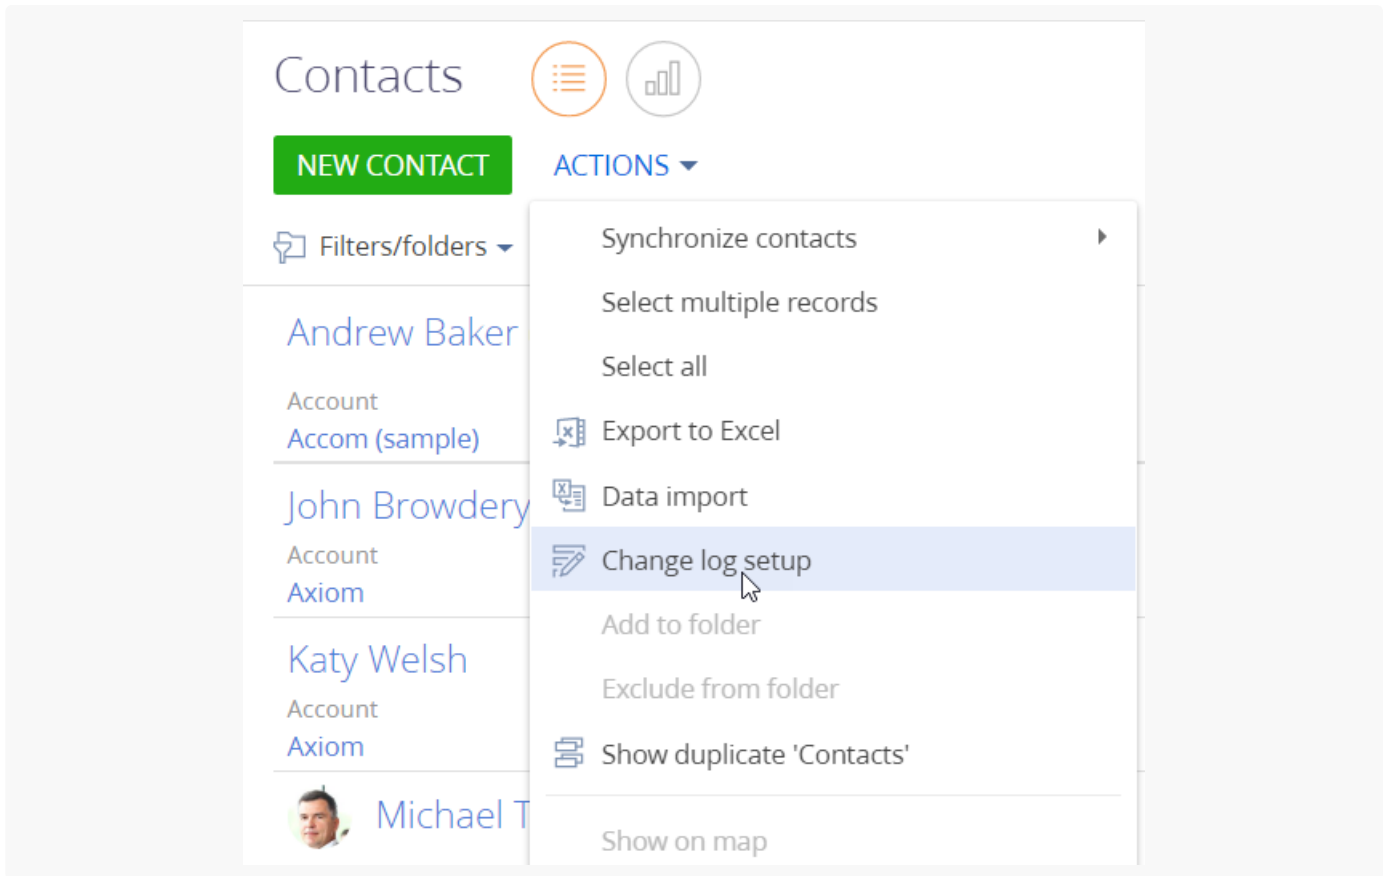 Contacts
NEW CONTACT
ACTIONS
Filters/folders
Synchronize contacts
Select multiple records
Select all
Export to Excel
Data import
Change log setup
Add to folder
Exclude from folder
Show duplicate 'Contacts'
Show on map
Andrew Baker
Account
Accom (sample)
John Browdery
Account
Axiom
Katy Welsh
Account
Axiom
Michael T